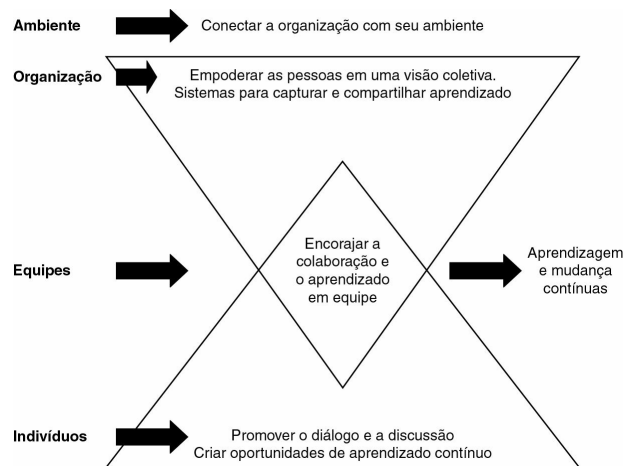 Ambiente
Conectar a organização com seu ambiente
Organização
Empoderar as pessoas em uma visão coletiva.
Sistemas para capturar e compartilhar aprendizado
Equipes
Encorajar a
colaboração e
o aprendizado
em equipe
Aprendizagem
e mudança
contínuas
Indivíduos
Promover o diálogo e a discussão
Criar oportunidades de aprendizado contínuo